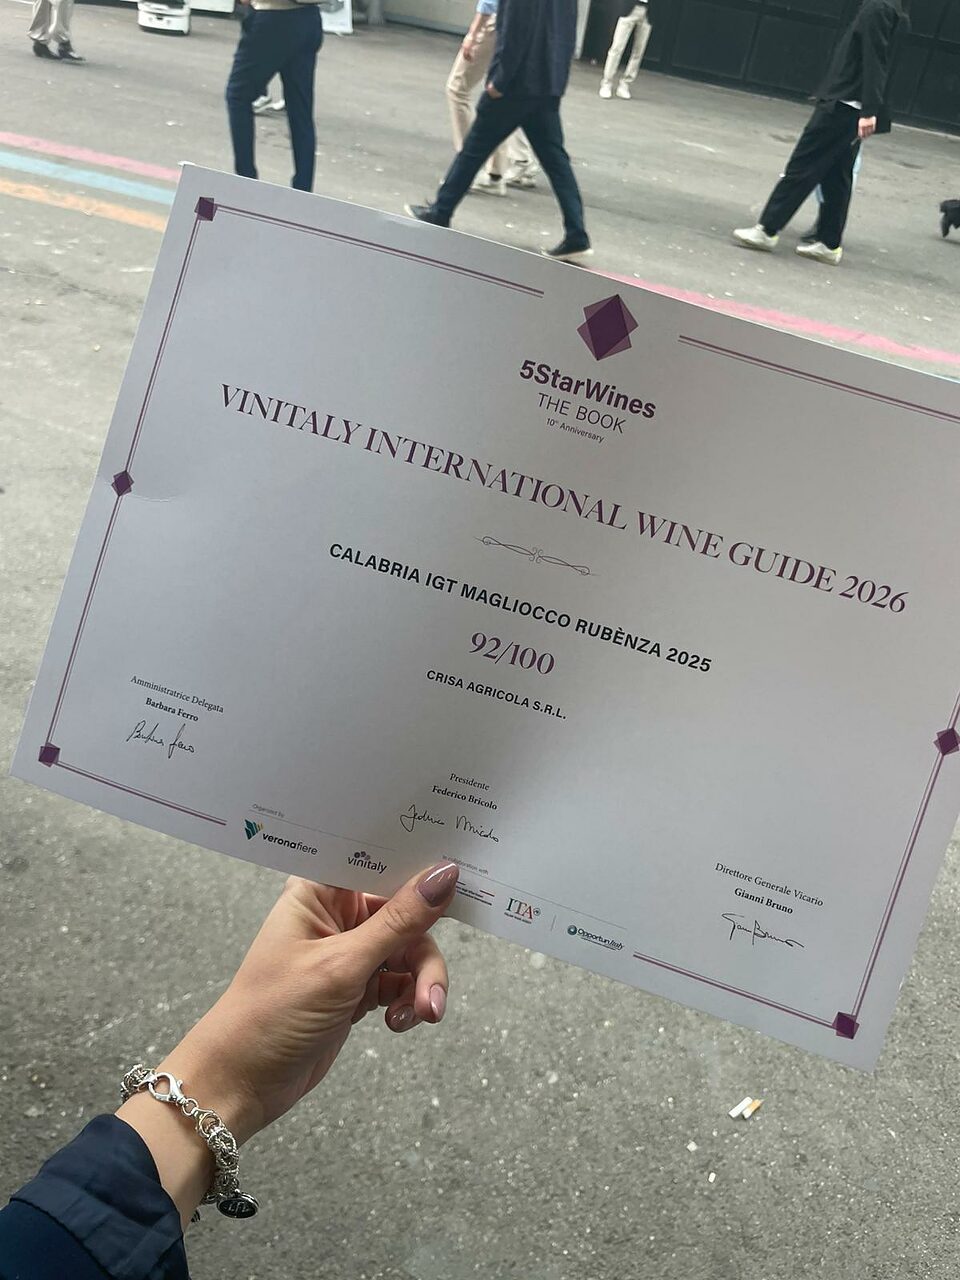 5StarWines
THE BOOK
10° Anniversary
VINITALY INTERNATIONAL WINE GUIDE 2026
CALABRIA IGT MAGLIOCCO RUBÈNZA 2025
92/100
CRISA AGRICOLA S.R.L.
Amministratrice Delegata
Barbara Ferro
Presidente
Federico Bricolo
Direttore Generale Vicario
Gianni Bruno
Organized by
veronafiere
vinitaly
In collaboration with
ITA
OpportunItaly